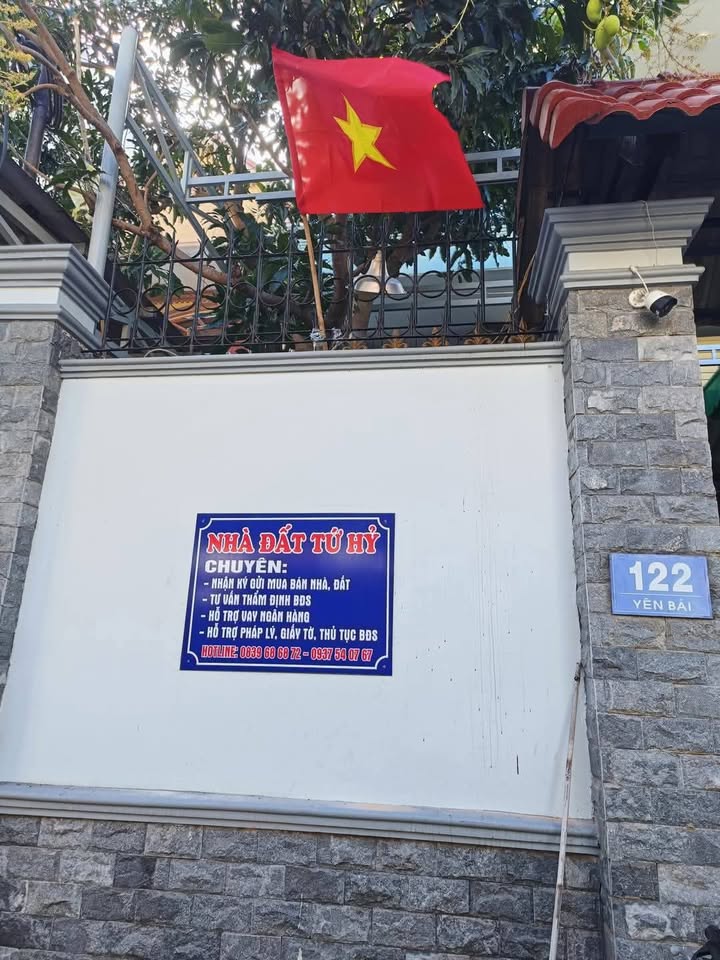 NHÀ ĐẤT TỨ HỶ
CHUYÊN:
- NHẬN KÝ GỬI MUA BÁN NHÀ, ĐẤT
- TƯ VẤN THẨM ĐỊNH BĐS
- HỖ TRỢ VAY NGÂN HÀNG
- HỖ TRỢ PHÁP LÝ, GIẤY TỜ, THỦ TỤC BĐS
HOTLINE: 0839 68 68 72 - 0937 54 07 67
122
YÊN BÁI